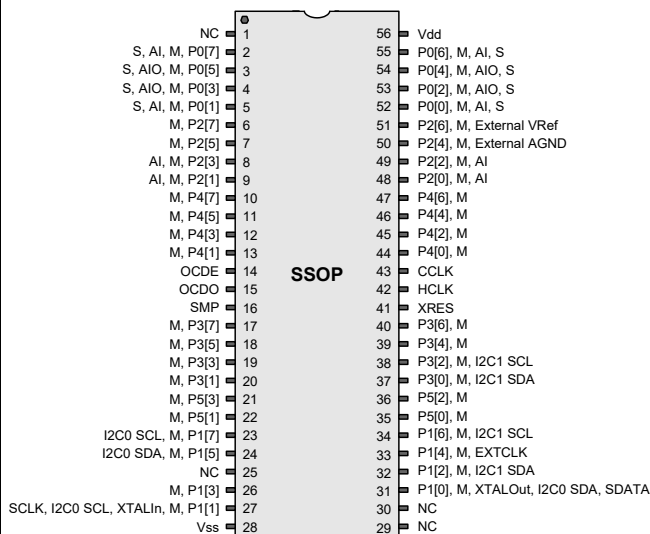 NC 1 56 Vdd
S, AI, M, P0[7] 2 55 P0[6], M, AI, S
S, AIO, M, P0[5] 3 54 P0[4], M, AIO, S
S, AIO, M, P0[3] 4 53 P0[2], M, AIO, S
S, AI, M, P0[1] 5 52 P0[0], M, AI, S
M, P2[7] 6 51 P2[6], M, External VRef
M, P2[5] 7 50 P2[4], M, External AGND
AI, M, P2[3] 8 49 P2[2], M, AI
AI, M, P2[1] 9 48 P2[0], M, AI
M, P4[7] 10 47 P4[6], M
M, P4[5] 11 46 P4[4], M
M, P4[3] 12 45 P4[2], M
M, P4[1] 13 44 P4[0], M
OCDE 14 SSOP 43 CCLK
OCDO 15 42 HCLK
SMP 16 41 XRES
M, P3[7] 17 40 P3[6], M
M, P3[5] 18 39 P3[4], M
M, P3[3] 19 38 P3[2], M, I2C1 SCL
M, P3[1] 20 37 P3[0], M, I2C1 SDA
M, P5[3] 21 36 P5[2], M
M, P5[1] 22 35 P5[0], M
I2C0 SCL, M, P1[7] 23 34 P1[6], M, I2C1 SCL
I2C0 SDA, M, P1[5] 24 33 P1[4], M, EXTCLK
NC 25 32 P1[2], M, I2C1 SDA
M, P1[3] 26 31 P1[0], M, XTALOut, I2C0 SDA, SDATA
SCLK, I2C0 SCL, XTALIn, M, P1[1] 27 30 NC
Vss 28 29 NC